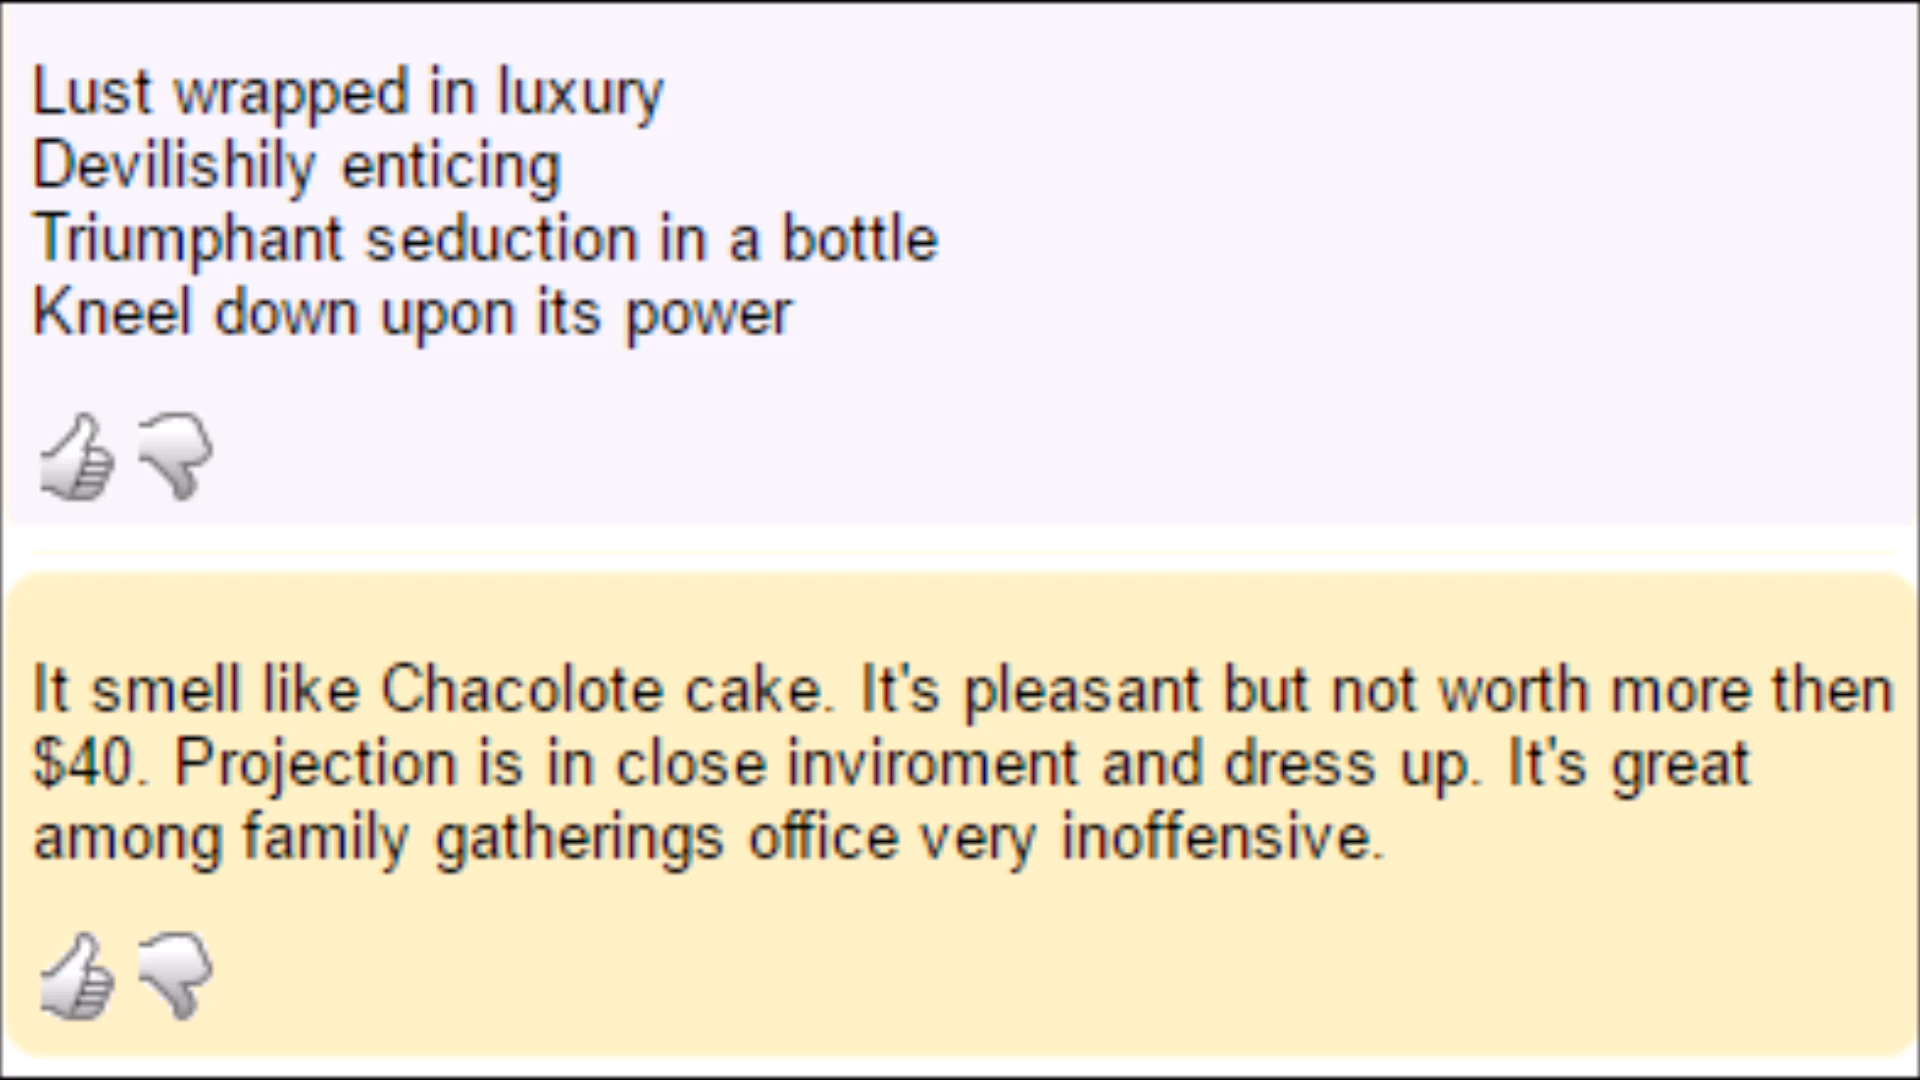 Lust wrapped in luxury
Devilishily enticing
Triumphant seduction in a bottle
Kneel down upon its power
It smell like Chacolote cake. It's pleasant but not worth more then
$40. Projection is in close inviroment and dress up. It's great
among family gatherings office very inoffensive.